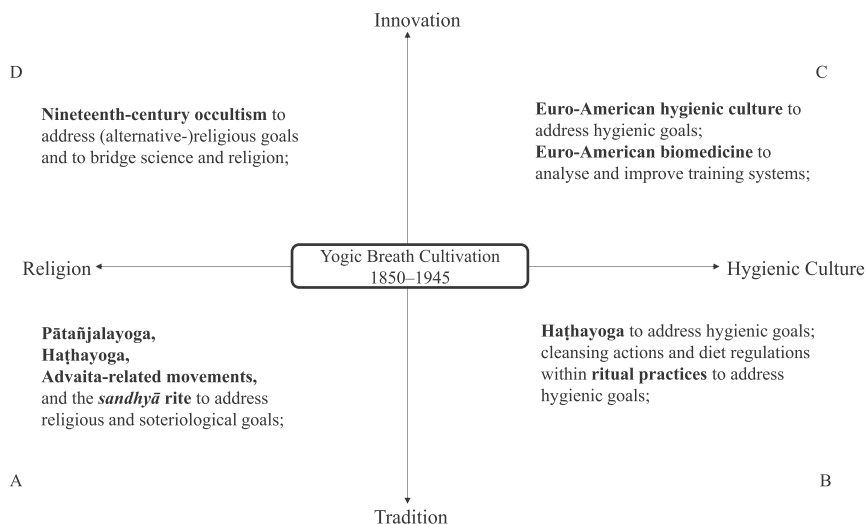 Innovation
D
C
Nineteenth-century occultism to
address (alternative-)religious goals
and to bridge science and religion;
Euro-American hygienic culture to
address hygienic goals;
Euro-American biomedicine to
analyse and improve training systems;
Religion
Yogic Breath Cultivation
1850–1945
Hygienic Culture
Pātañjalayoga,
Haṭhayoga,
Advaita-related movements,
and the sandhyā rite to address
religious and soteriological goals;
Haṭhayoga to address hygienic goals;
cleansing actions and diet regulations
within ritual practices to address
hygienic goals;
A
B
Tradition